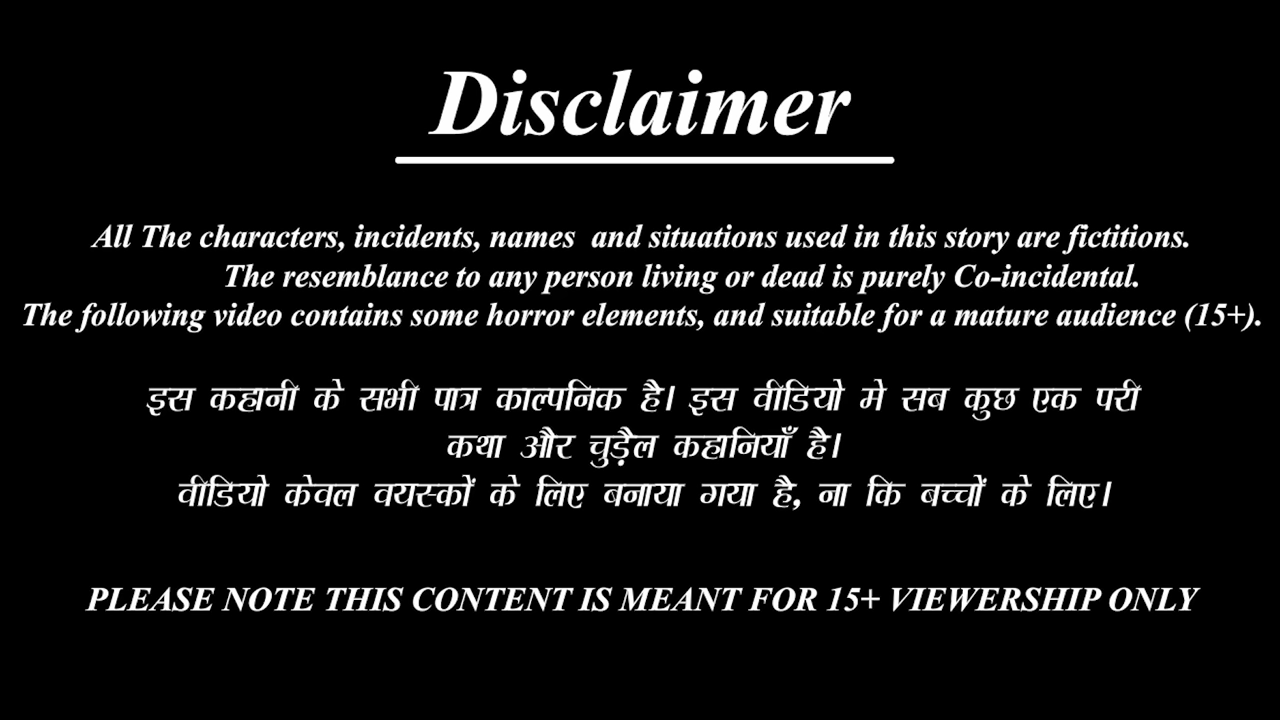 Disclaimer
All The characters, incidents, names and situations used in this story are fictitions.
The resemblance to any person living or dead is purely Co-incidental.
The following video contains some horror elements, and suitable for a mature audience (15+).
इस कहानी के सभी पात्र काल्पनिक है। इस वीडियो मे सब कुछ एक परी
कथा और चुड़ैल कहानियाँ है।
वीडियो केवल वयस्कों के लिए बनाया गया है, ना कि बच्चों के लिए।
PLEASE NOTE THIS CONTENT IS MEANT FOR 15+ VIEWERSHIP ONLY